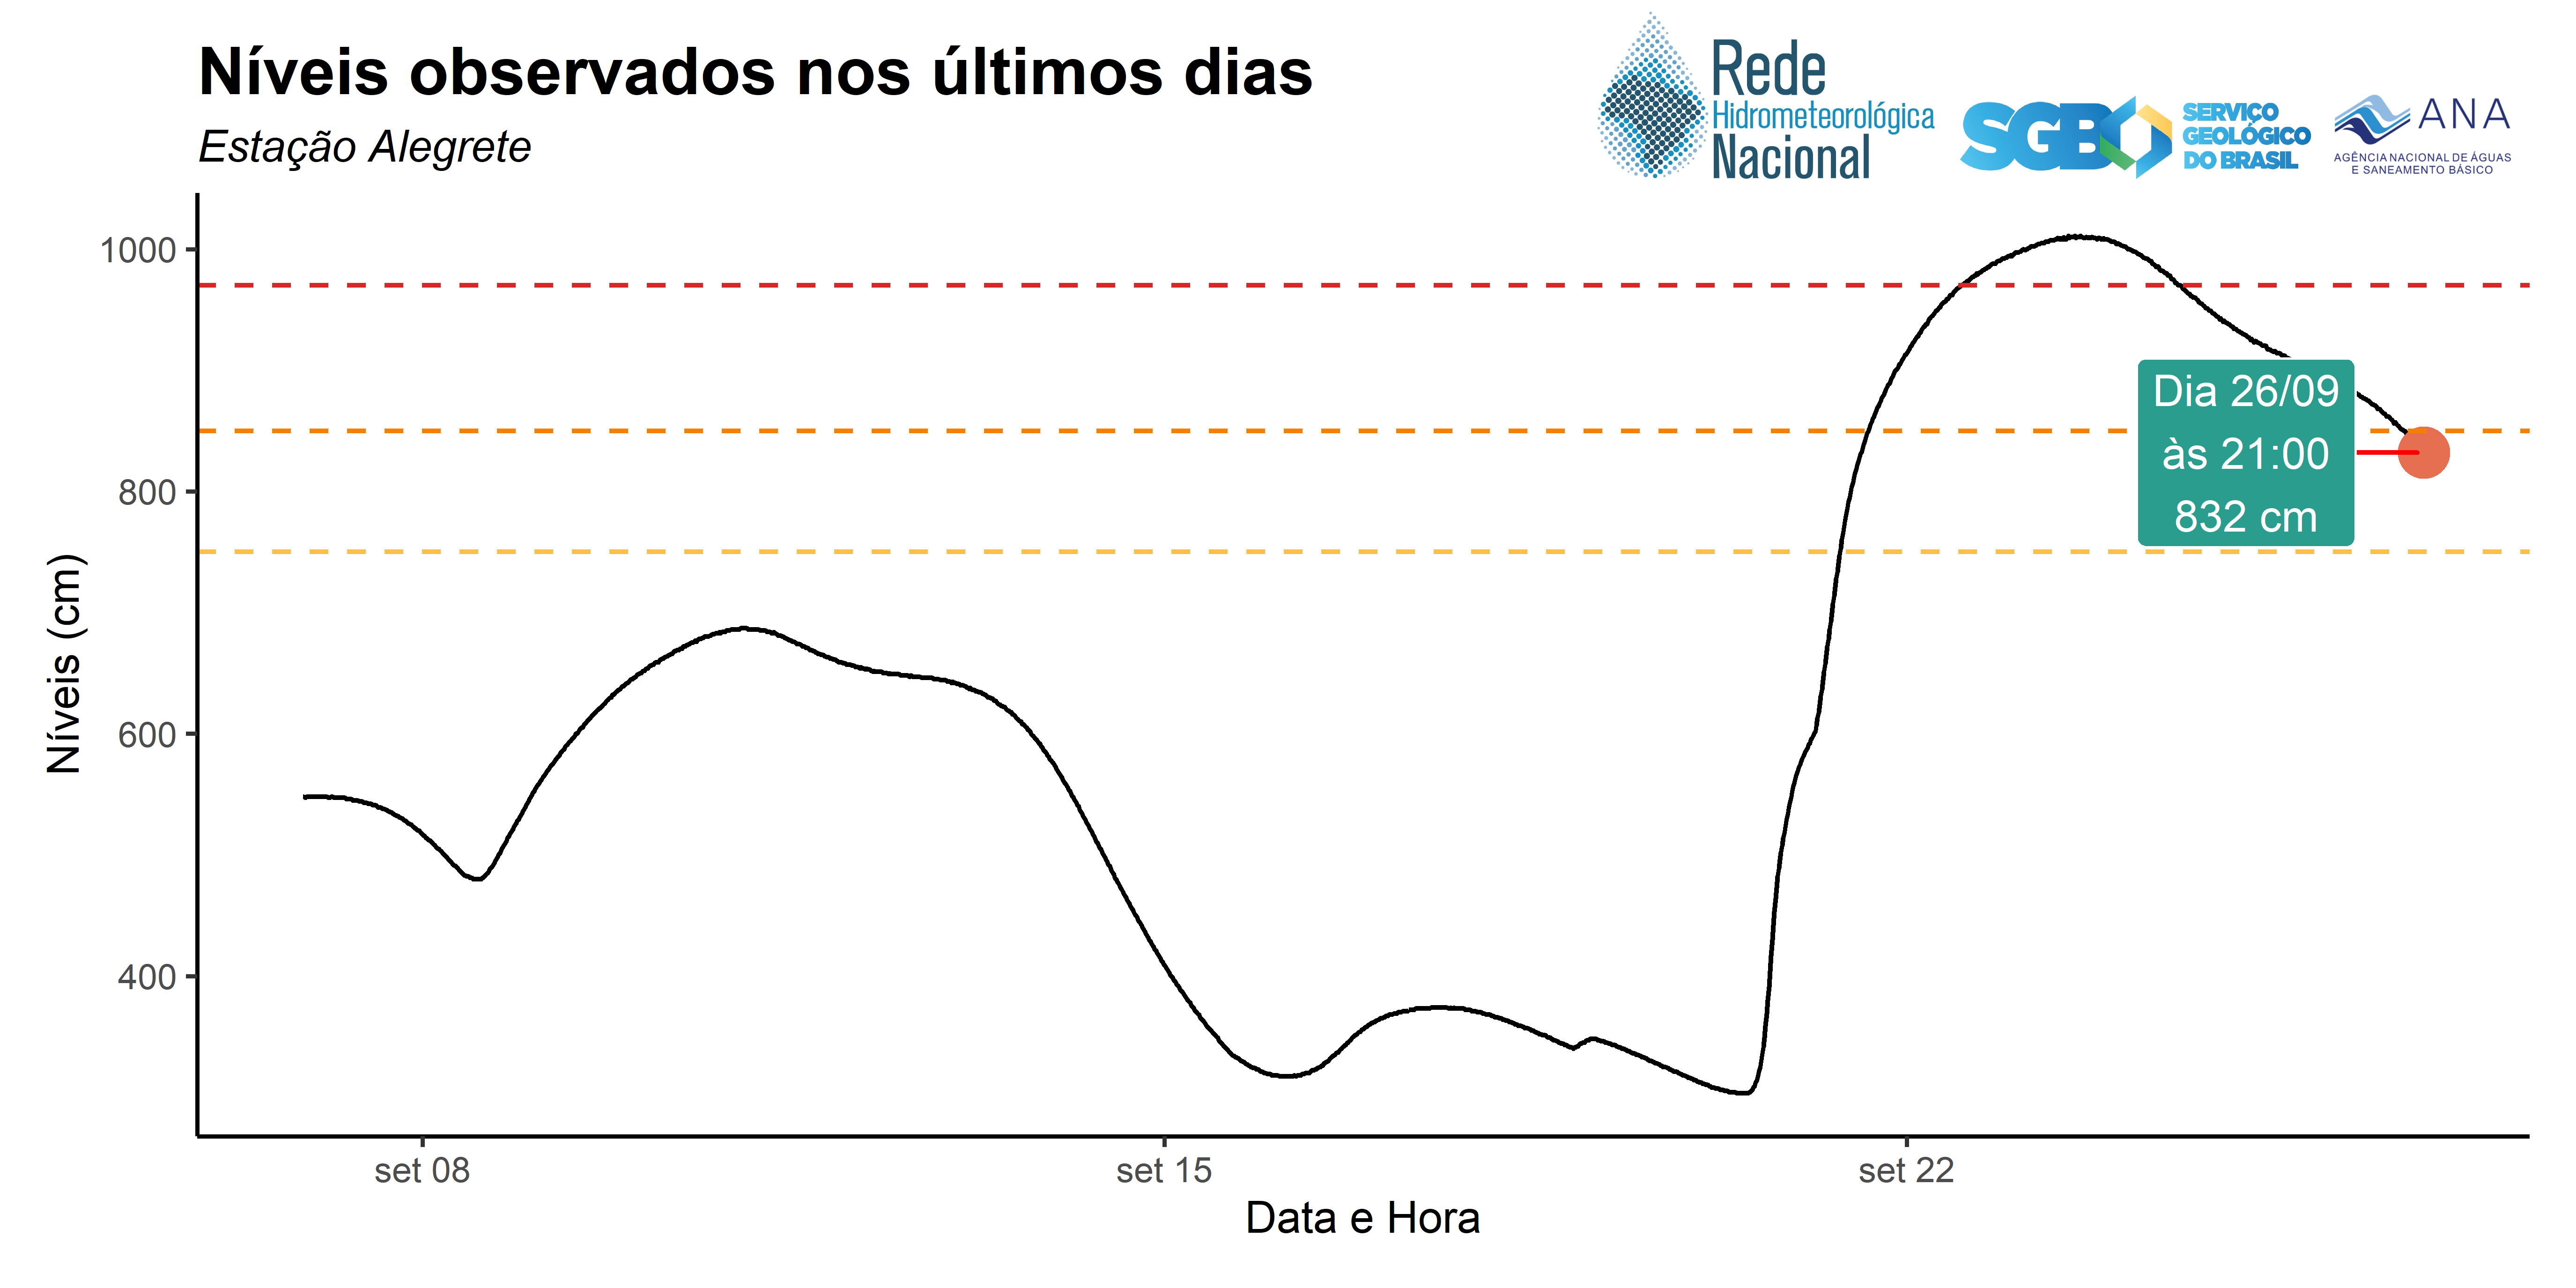 Níveis observados nos últimos dias
Estação Alegrete
Rede
Hidrometeorológica
Nacional
SGB
SERVIÇO
GEOLÓGICO
DO BRASIL
ANA
AGÊNCIA NACIONAL DE ÁGUAS
E SANEAMENTO BÁSICO
Níveis (cm)
1000
800
600
400
Dia 26/09
às 21:00
832 cm
set 08
set 15
set 22
Data e Hora